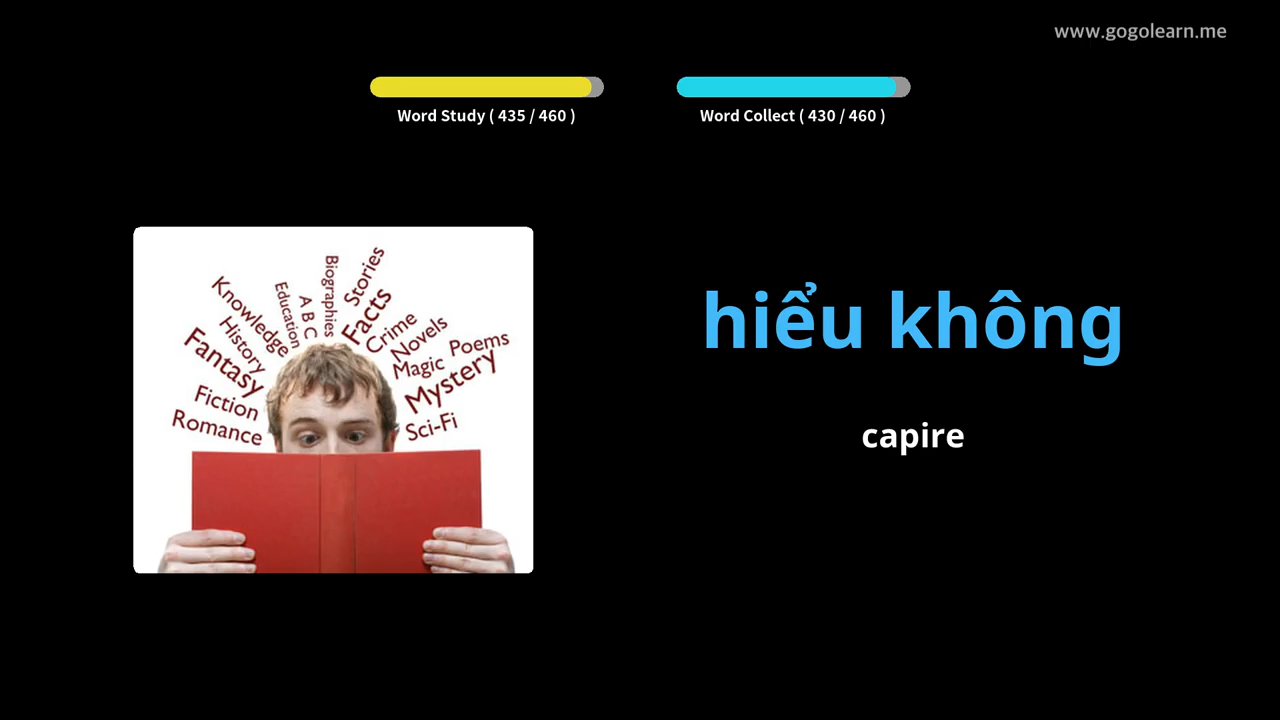 www.gogolearn.me
Word Study ( 435 / 460 )
Word Collect ( 430 / 460 )
hiểu không
capire
Knowledge
History
Fantasy
Fiction
Romance
Education
A B C
Biographies
Stories
Facts
Crime
Novels
Magic
Poems
Mystery
Sci-Fi